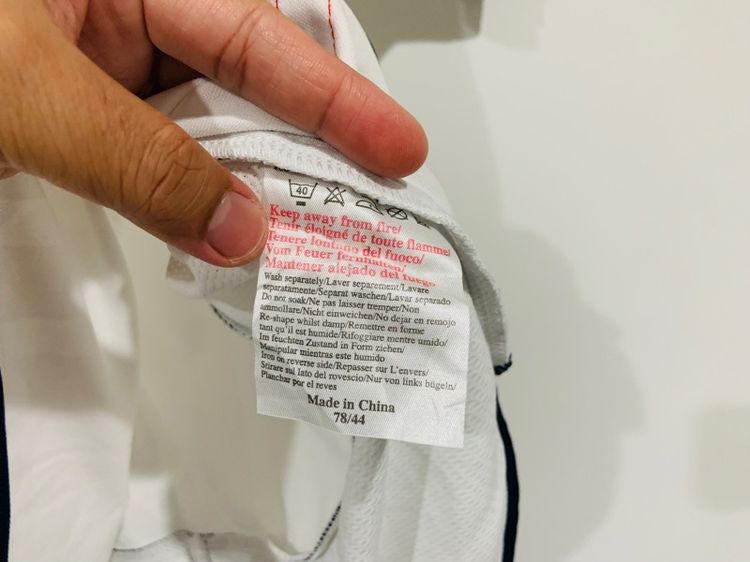 40
Keep away from fire/
Tenir éloigné de toute flamme/
Tenere lontano del fuoco/
Vom Feuer fernhalten/
Mantener alejado del fuego
Wash separately/Laver separement/Lavare
separatamente/Separat waschen/Lavar separado
Do not soak/Ne pas laisser tremper/Non
ammollare/Nicht einweichen/No dejar en remojo
Re-shape whilst damp/Remettre en forme
tant qu'il est humide/Rifoggiare mentre umido/
Im feuchten Zustand in Form zichen/
Manipular mientras este humido
Iron on reverse side/Repasser sur L'envers/
Stirare sul lato del rovescio/Nur von links bügeln/
Planchar por el reves
Made in China
78/44